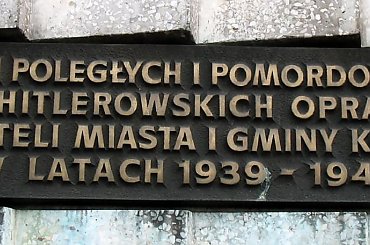 POLEGŁYCH I POMORDO
HITLEROWSKICH OPRA
TELI MIASTA I GMINY K
LATACH 1939 - 194